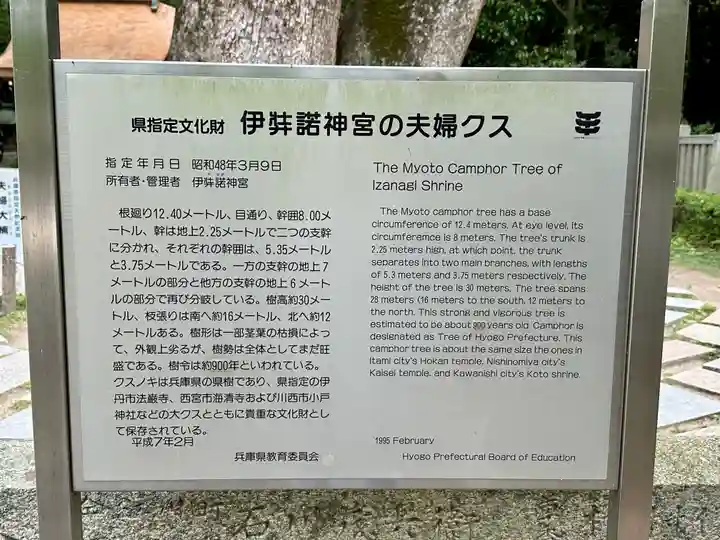 県指定文化財 伊弉諾神宮の夫婦クス
指定年月日 昭和48年3月9日
所有者・管理者 伊弉諾神宮
根廻り12.40メートル、目通り、幹囲8.00メ
ートル、幹は地上2.25メートルで二つの支幹
に分かれ、それぞれの幹囲は、5.35メートル
と3.75メートルである。一方の支幹の地上7
メートルの部分と他方の支幹の地上6メート
ルの部分で再び分岐している。樹高約30メー
トル、枝張りは南へ約16メートル、北へ約12
メートルある。樹形は一部茎葉の枯損によっ
て、外観上劣るが、樹勢は全体としてまだ旺
盛である。樹令は約900年といわれている。
クスノキは兵庫県の県樹であり、県指定の伊
丹市法巌寺、西宮市海清寺および川西市小戸
神社などの大クスとともに貴重な文化財とし
て保存されている。
平成7年2月
兵庫県教育委員会
The Myoto Camphor Tree of
Izanagi Shrine
The Myoto camphor tree has a base
circumference of 12.4 meters. At eye level, its
circumference is 8 meters. The tree's trunk is
2.25 meters high, at which point, the trunk
separates into two main branches, with lengths
of 5.3 meters and 3.75 meters respectively. The
height of the tree is 30 meters. The tree spans
28 meters (16 meters to the south, 12 meters to
the north. This strong and vigorous tree is
estimated to be about 900 years old. Camphor is
designated as Tree of Hyogo Prefecture. This
camphor tree is about the same size the ones in
Itami city's Hokan temple, Nishinomiya city's
Kaisei temple, and Kawanishi city's Koto shrine.
1995 February
Hyogo Prefectural Board of Education
夫婦大楠